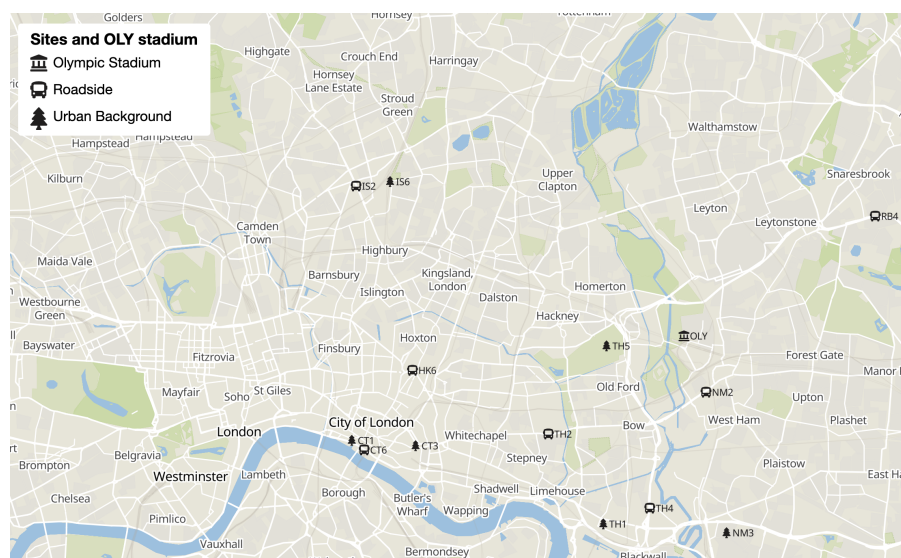 Golders
Hornsey
Tottenham
Sites and OLY stadium
Olympic Stadium
Roadside
Urban Background
Highgate
Crouch End
Harringay
Hornsey
Lane Estate
Stroud
Green
Hampstead
Hampstead
Walthamstow
Kilburn
IS2
IS6
Upper
Clapton
Snaresbrook
Leyton
Leytonstone
RB4
Camden
Town
Highbury
Maida Vale
Barnsbury
Kingsland,
London
Islington
Dalston
Homerton
Westbourne
Green
Hackney
Bayswater
Fitzrovia
Finsbury
Hoxton
TH5
OLY
Forest Gate
HK6
Manor
Mayfair
Soho
St Giles
Old Ford
NM2
Upton
London
City of London
Whitechapel
TH2
Bow
West Ham
Plashet
CT1
CT6
CT3
Belgravia
Brompton
Westminster
Lambeth
Stepney
Plaistow
East Ha
Chelsea
Borough
Butler's
Wharf
Shadwell
Limehouse
Wapping
TH4
Pimlico
TH1
NM3
Vauxhall
Bermondsey
Blackwall